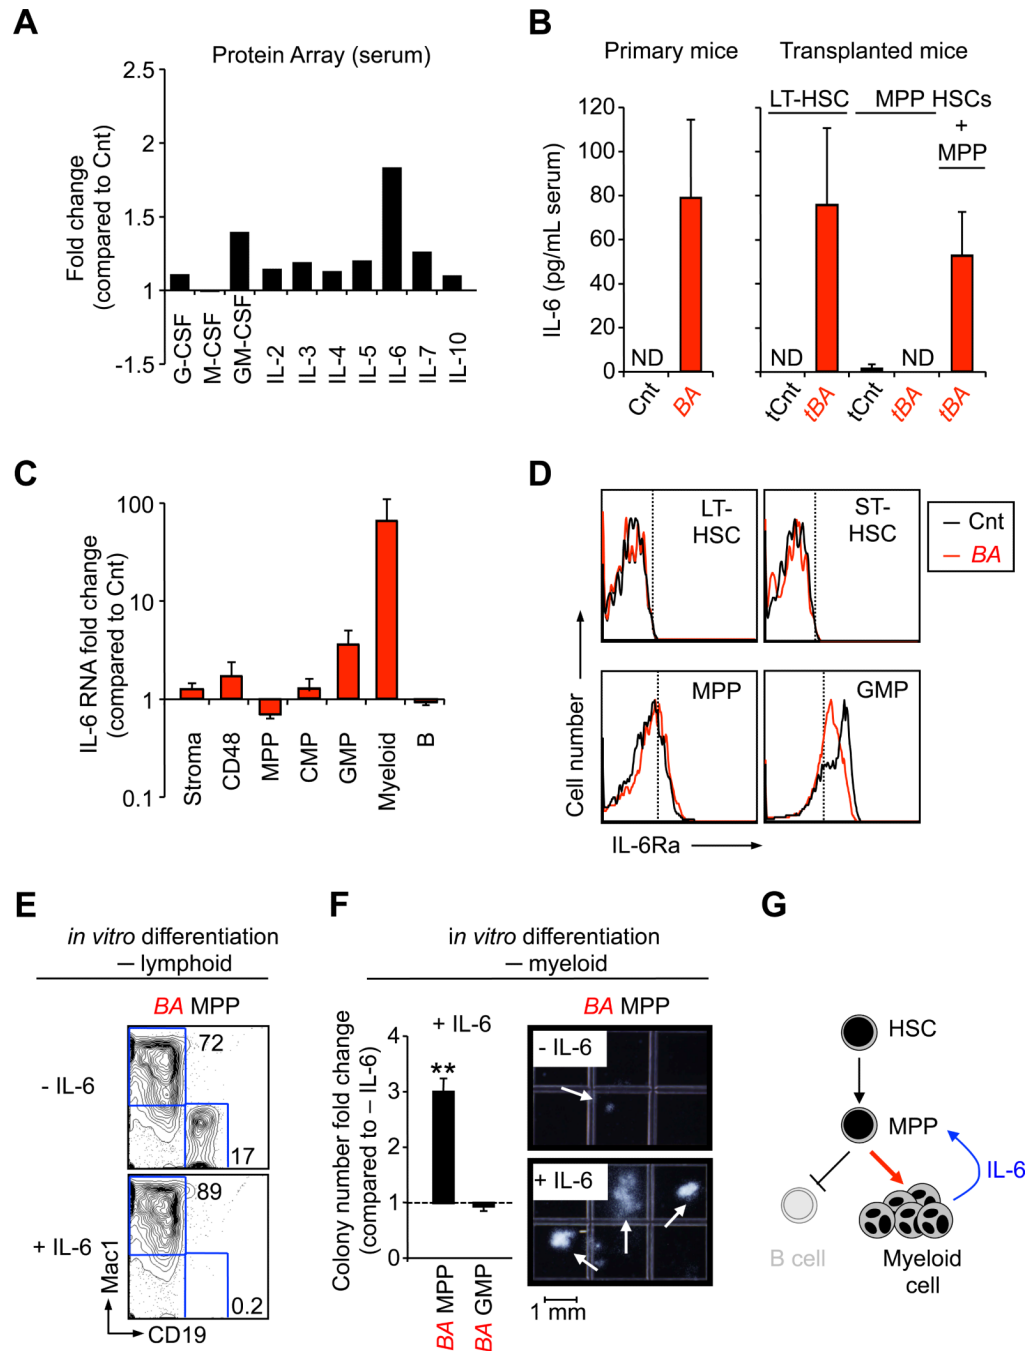 A
Protein Array (serum)
Fold change
(compared to Cnt)
2.5
2
1.5
1
-1.5
G-CSF
M-CSF
GM-CSF
IL-2
IL-3
IL-4
IL-5
IL-6
IL-7
IL-10
B
Primary mice
Transplanted mice
LT-HSC
MPP
HSCs
+
MPP
IL-6 (pg/mL serum)
120
100
80
60
40
20
0
ND
ND
ND
Cnt
BA
tCnt
tBA
tCnt
tBA
tBA
C
IL-6 RNA fold change
(compared to Cnt)
100
10
1
0.1
Stroma
CD48
MPP
CMP
GMP
Myeloid
B
D
LT-
HSC
ST-
HSC
— Cnt
— BA
MPP
GMP
Cell number
IL-6Ra
E
in vitro differentiation
— lymphoid
BA MPP
- IL-6
72
17
+ IL-6
89
0.2
Mac1
CD19
F
in vitro differentiation
— myeloid
+ IL-6
Colony number fold change
(compared to – IL-6)
4
3
2
1
0
**
BA MPP
BA GMP
BA MPP
- IL-6
+ IL-6
1 mm
G
HSC
MPP
IL-6
B cell
Myeloid
cell